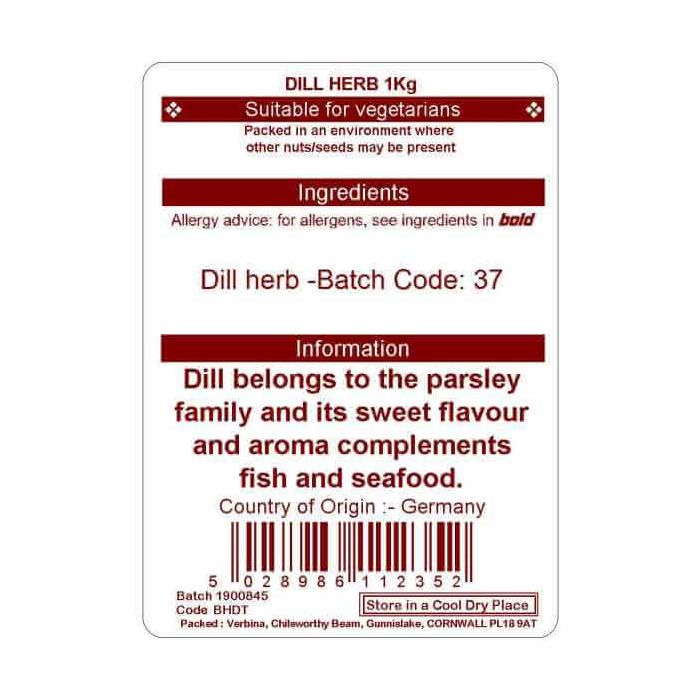 DILL HERB 1Kg
Suitable for vegetarians
Packed in an environment where
other nuts/seeds may be present
Ingredients
Allergy advice: for allergens, see ingredients in bold
Dill herb -Batch Code: 37
Information
Dill belongs to the parsley
family and its sweet flavour
and aroma complements
fish and seafood.
Country of Origin :- Germany
5 028986 112352
Batch 1900845
Code BHDT
Store in a Cool Dry Place
Packed : Verbina, Chileworthy Beam, Gunnislake, CORNWALL PL18 9AT